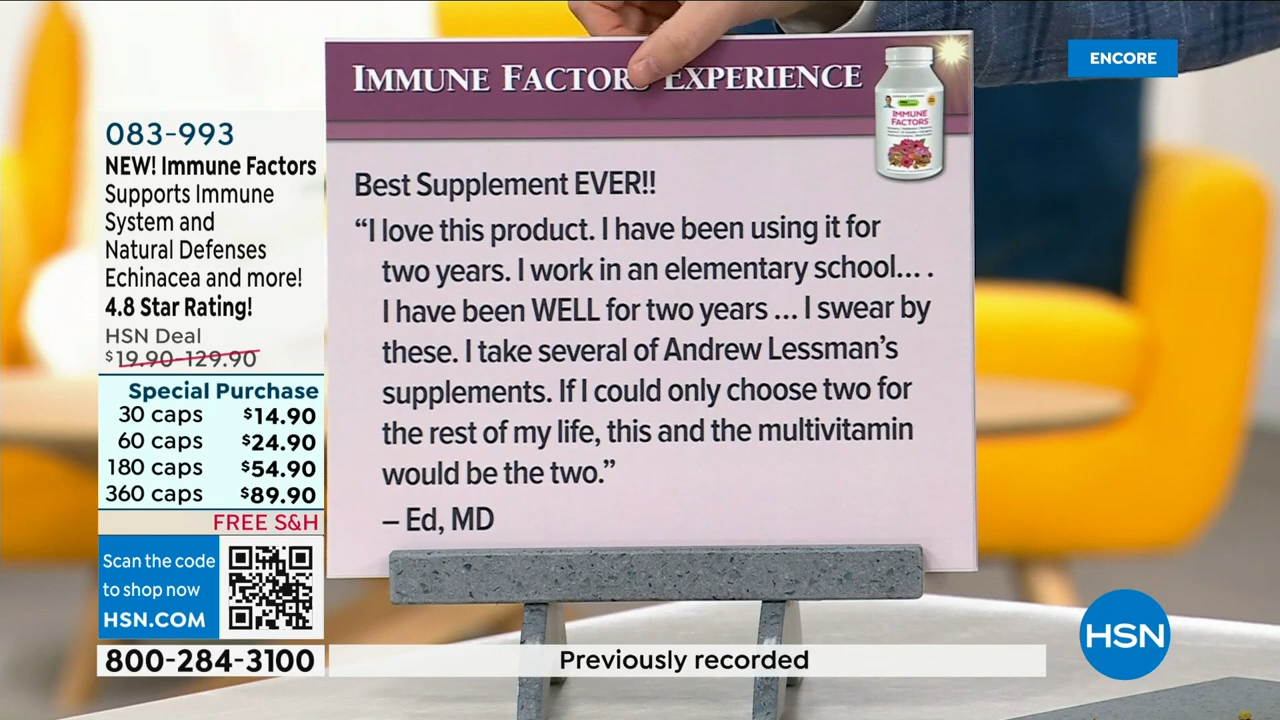 ENCORE
IMMUNE FACTORS EXPERIENCE
IMMUNE
FACTORS
083-993
NEW! Immune Factors
Supports Immune
System and
Natural Defenses
Echinacea and more!
4.8 Star Rating!
HSN Deal
$19.90-129.90
Special Purchase
30 caps $14.90
60 caps $24.90
180 caps $54.90
360 caps $89.90
FREE S&H
Scan the code
to shop now
HSN.COM
800-284-3100
Best Supplement EVER!!
“I love this product. I have been using it for
two years. I work in an elementary school... .
I have been WELL for two years ... I swear by
these. I take several of Andrew Lessman’s
supplements. If I could only choose two for
the rest of my life, this and the multivitamin
would be the two.”
– Ed, MD
HSN
Previously recorded